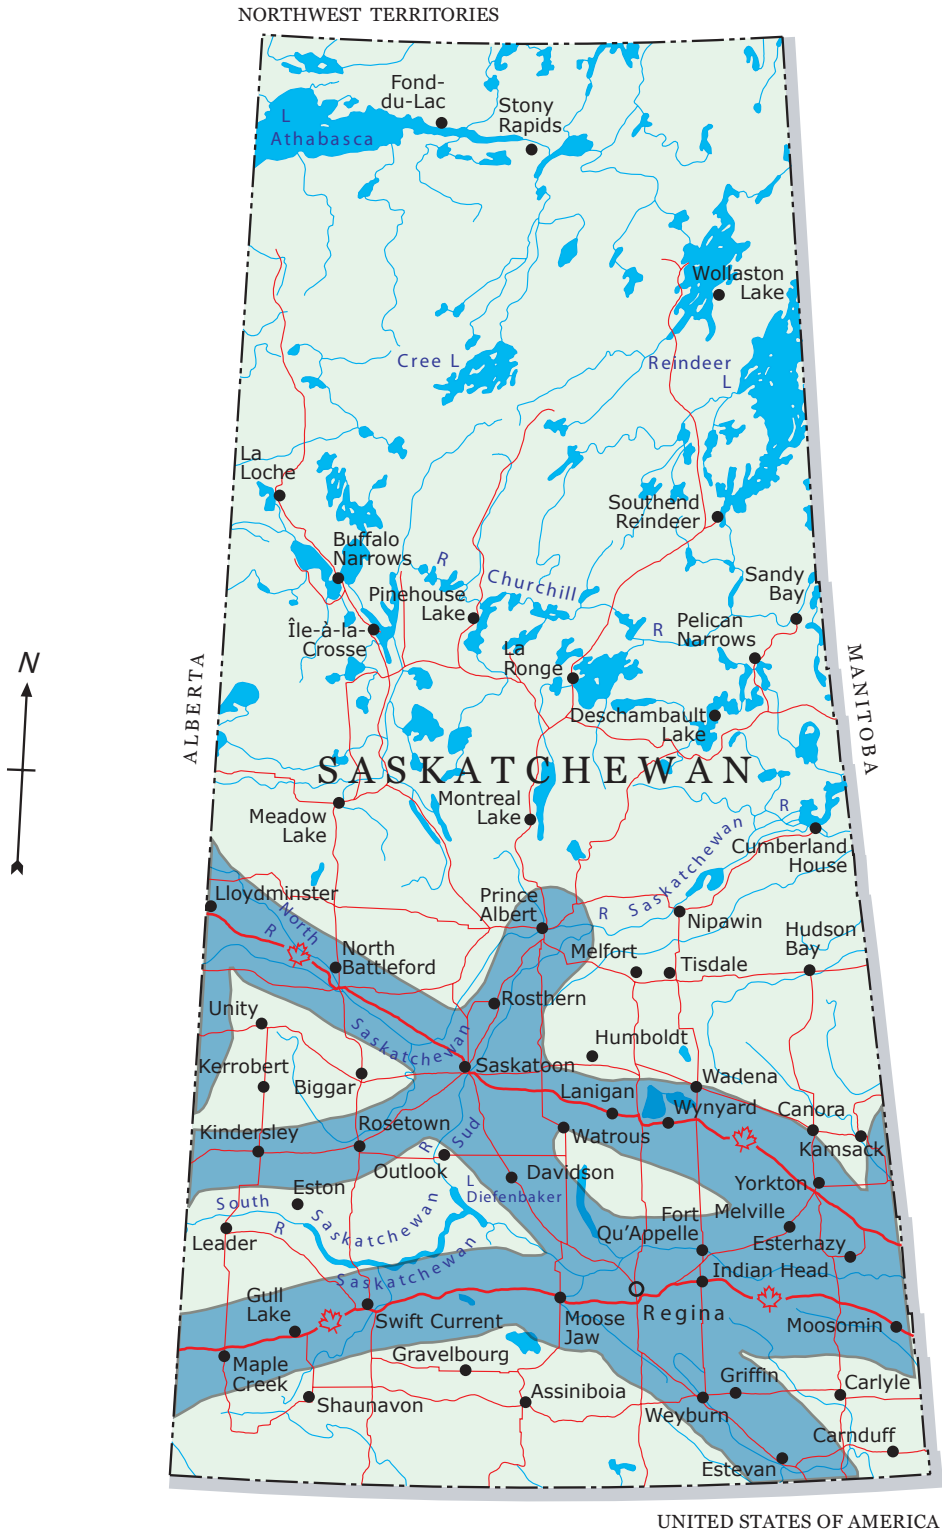 NORTHWEST TERRITORIES
Fond-
du-Lac
Stony
Rapids
L
Athabasca
Wollaston
Lake
Cree L
Reindeer
L
La
Loche
Southend
Reindeer
Buffalo
Narrows
R
Churchill
Sandy
Bay
Pinehouse
Lake
Île-à-la-
Crosse
R
Pelican
Narrows
La
Ronge
N
ALBERTA
MANITOBA
Deschambault
Lake
SASKATCHEWAN
Meadow
Lake
Montreal
Lake
R
Saskatchewan
R
Cumberland
House
Lloydminster
North
R
Saskatchewan
Prince
Albert
Nipawin
North
Battleford
Melfort
Tisdale
Hudson
Bay
Rosthern
Unity
Humboldt
Kerrobert
Biggar
Saskatoon
Lanigan
Wadena
Wynyard
Canora
Kamsack
Kindersley
Rosetown
R
Sud
Watrous
Outlook
Davidson
L
Diefenbaker
Yorkton
South
R
Saskatchewan
Saskatchewan
Eston
Leader
Fort
Qu’Appelle
Melville
Esterhazy
Indian Head
Gull
Lake
Swift Current
Moose
Jaw
Regina
Moosomin
Maple
Creek
Gravelbourg
Shaunavon
Assiniboia
Griffin
Weyburn
Carlyle
Carnduff
Estevan
UNITED STATES OF AMERICA